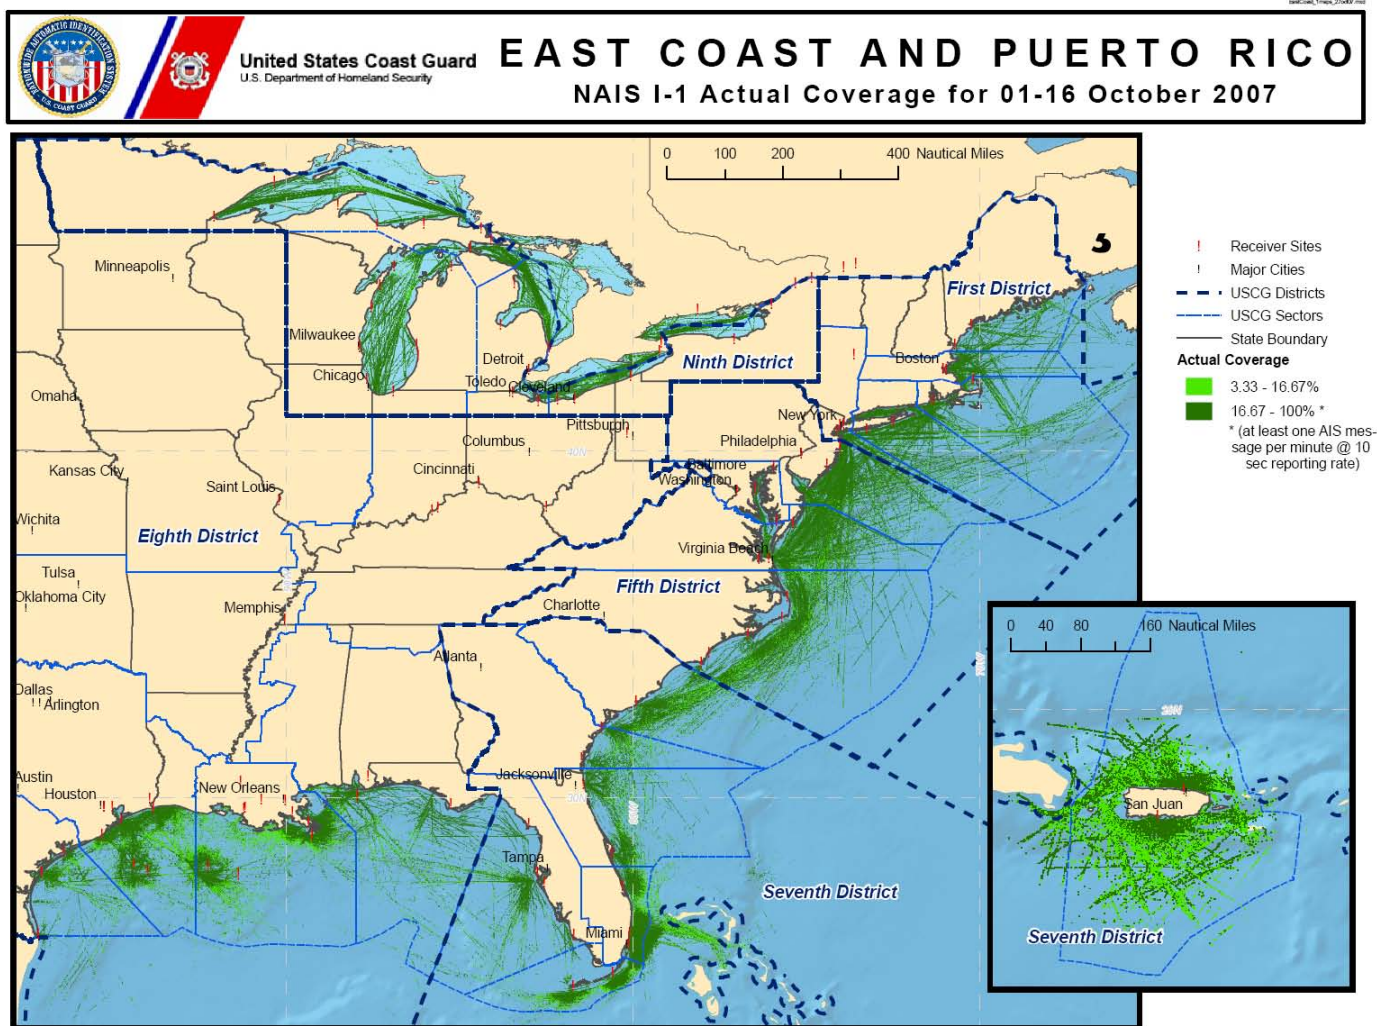 United States Coast Guard
U.S. Department of Homeland Security
EAST COAST AND PUERTO RICO
NAIS I-1 Actual Coverage for 01-16 October 2007
0 100 200 400 Nautical Miles
Minneapolis
Milwaukee
Chicago
Detroit
Toledo
Cleveland
Ninth District
First District
Boston
Omaha
Pittsburgh
New York
Columbus
Philadelphia
40N
Kansas City
Cincinnati
Baltimore
Washington
Saint Louis
Wichita
Eighth District
Virginia Beach
Tulsa
Oklahoma City
Fifth District
Memphis
Charlotte
Atlanta
Dallas
Arlington
Austin
Houston
New Orleans
Jacksonville
30N
Tampa
Miami
Seventh District
Receiver Sites
Major Cities
USCG Districts
USCG Sectors
State Boundary
Actual Coverage
3.33 - 16.67%
16.67 - 100% *
* (at least one AIS mes-
sage per minute @ 10
sec reporting rate)
0 40 80 160 Nautical Miles
San Juan
Seventh District